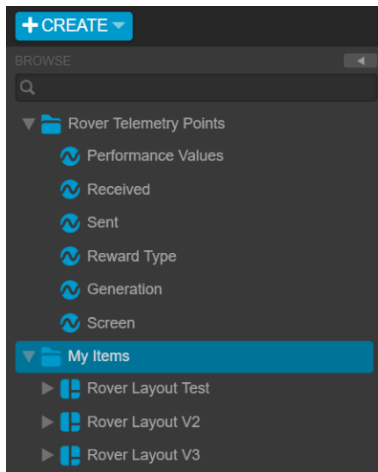 + CREATE
BROWSE
Rover Telemetry Points
Performance Values
Received
Sent
Reward Type
Generation
Screen
My Items
Rover Layout Test
Rover Layout V2
Rover Layout V3